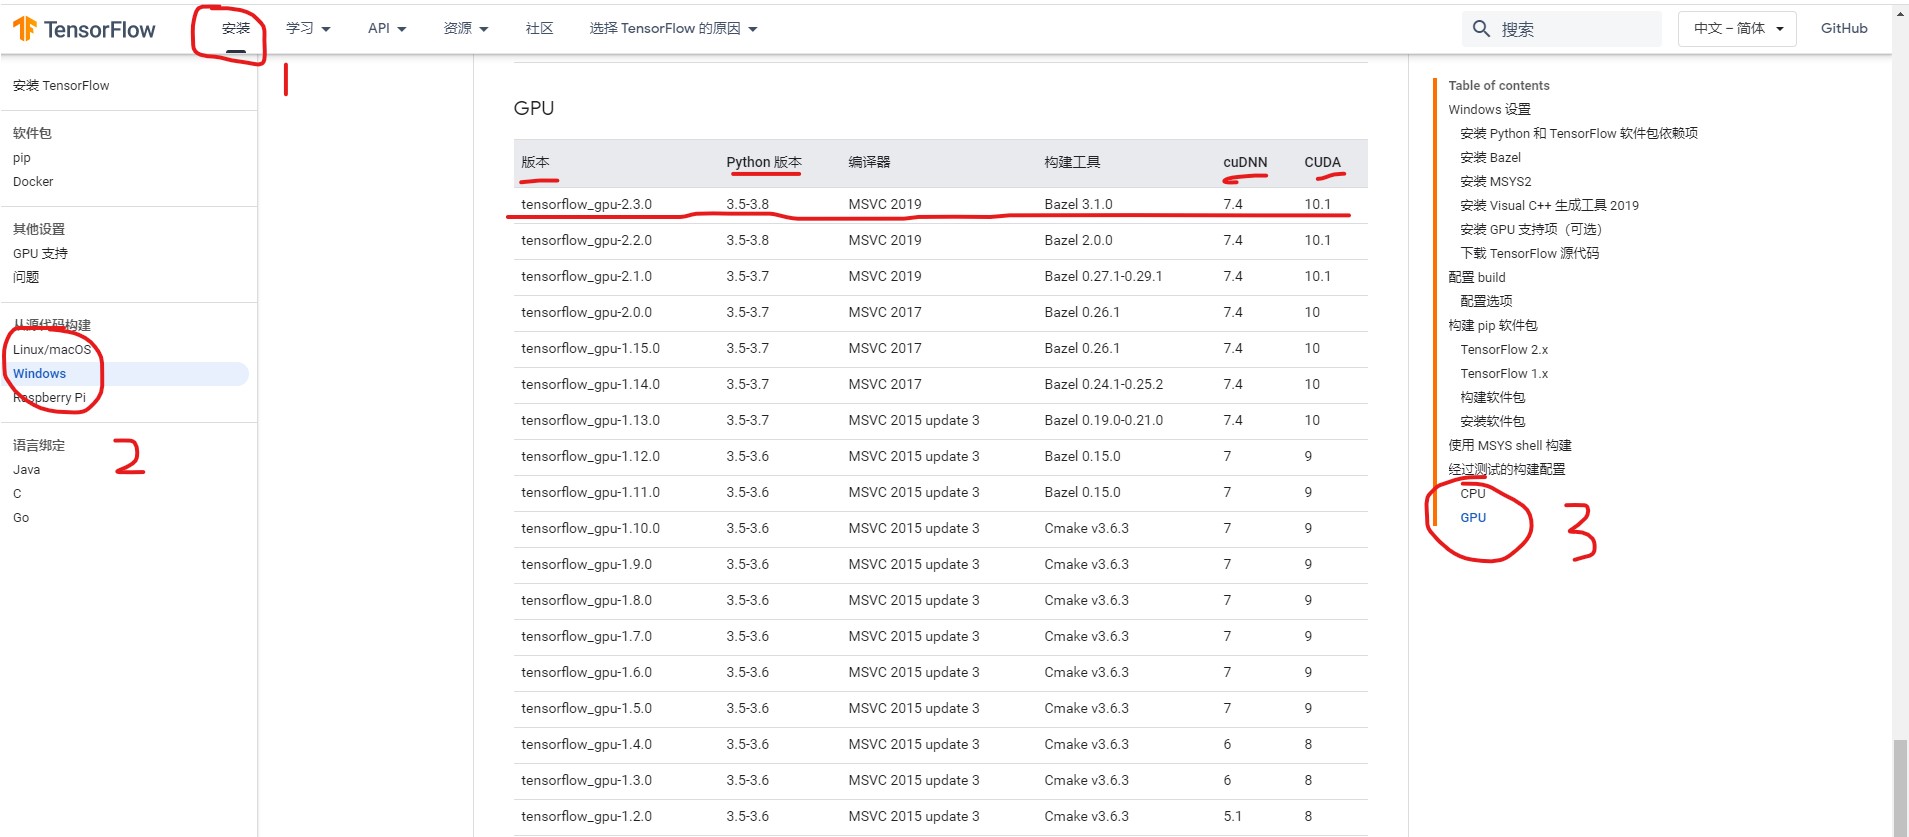 TensorFlow 安装 学习 API 资源 社区 选择 TensorFlow 的原因 搜索 中文 – 简体 GitHub
1
安装 TensorFlow
软件包
pip
Docker
其他设置
GPU 支持
问题
从源代码构建
Linux/macOS
Windows
Raspberry Pi
语言绑定
Java
C
Go
2
GPU
版本 Python 版本 编译器 构建工具 cuDNN CUDA
tensorflow_gpu-2.3.0 3.5-3.8 MSVC 2019 Bazel 3.1.0 7.4 10.1
tensorflow_gpu-2.2.0 3.5-3.8 MSVC 2019 Bazel 2.0.0 7.4 10.1
tensorflow_gpu-2.1.0 3.5-3.7 MSVC 2019 Bazel 0.27.1-0.29.1 7.4 10.1
tensorflow_gpu-2.0.0 3.5-3.7 MSVC 2017 Bazel 0.26.1 7.4 10
tensorflow_gpu-1.15.0 3.5-3.7 MSVC 2017 Bazel 0.26.1 7.4 10
tensorflow_gpu-1.14.0 3.5-3.7 MSVC 2017 Bazel 0.24.1-0.25.2 7.4 10
tensorflow_gpu-1.13.0 3.5-3.7 MSVC 2015 update 3 Bazel 0.19.0-0.21.0 7.4 10
tensorflow_gpu-1.12.0 3.5-3.6 MSVC 2015 update 3 Bazel 0.15.0 7 9
tensorflow_gpu-1.11.0 3.5-3.6 MSVC 2015 update 3 Bazel 0.15.0 7 9
tensorflow_gpu-1.10.0 3.5-3.6 MSVC 2015 update 3 Cmake v3.6.3 7 9
tensorflow_gpu-1.9.0 3.5-3.6 MSVC 2015 update 3 Cmake v3.6.3 7 9
tensorflow_gpu-1.8.0 3.5-3.6 MSVC 2015 update 3 Cmake v3.6.3 7 9
tensorflow_gpu-1.7.0 3.5-3.6 MSVC 2015 update 3 Cmake v3.6.3 7 9
tensorflow_gpu-1.6.0 3.5-3.6 MSVC 2015 update 3 Cmake v3.6.3 7 9
tensorflow_gpu-1.5.0 3.5-3.6 MSVC 2015 update 3 Cmake v3.6.3 7 9
tensorflow_gpu-1.4.0 3.5-3.6 MSVC 2015 update 3 Cmake v3.6.3 6 8
tensorflow_gpu-1.3.0 3.5-3.6 MSVC 2015 update 3 Cmake v3.6.3 6 8
tensorflow_gpu-1.2.0 3.5-3.6 MSVC 2015 update 3 Cmake v3.6.3 5.1 8
Table of contents
Windows 设置
安装 Python 和 TensorFlow 软件包依赖项
安装 Bazel
安装 MSYS2
安装 Visual C++ 生成工具 2019
安装 GPU 支持项（可选）
下载 TensorFlow 源代码
配置 build
配置选项
构建 pip 软件包
TensorFlow 2.x
TensorFlow 1.x
构建软件包
安装软件包
使用 MSYS shell 构建
经过测试的构建配置
CPU
GPU
3